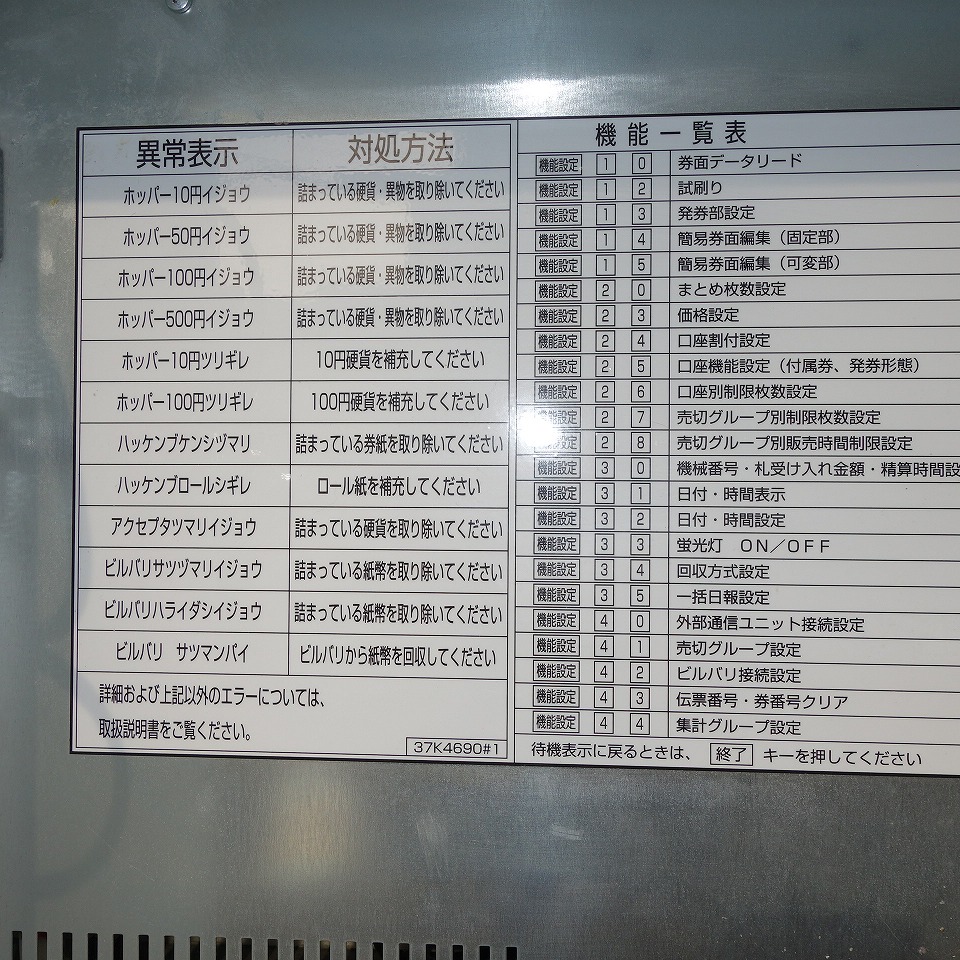 異常表示 対処方法
ホッパー10円イジョウ 詰まっている硬貨・異物を取り除いてください
ホッパー50円イジョウ 詰まっている硬貨・異物を取り除いてください
ホッパー100円イジョウ 詰まっている硬貨・異物を取り除いてください
ホッパー500円イジョウ 詰まっている硬貨・異物を取り除いてください
ホッパー10円ツリギレ 10円硬貨を補充してください
ホッパー100円ツリギレ 100円硬貨を補充してください
ハッケンブケンシヅマリ 詰まっている券紙を取り除いてください
ハッケンブロールシギレ ロール紙を補充してください
アクセプタツマリイジョウ 詰まっている硬貨を取り除いてください
ビルバリサツヅマリイジョウ 詰まっている紙幣を取り除いてください
ビルバリハライダシイジョウ 詰まっている紙幣を取り除いてください
ビルバリ サツマンパイ ビルバリから紙幣を回収してください
詳細および上記以外のエラーについては、
取扱説明書をご覧ください。
37K4690#1
機能一覧表
機能設定 1 0 券面データリード
機能設定 1 2 試刷り
機能設定 1 3 発券部設定
機能設定 1 4 簡易券面編集（固定部）
機能設定 1 5 簡易券面編集（可変部）
機能設定 2 0 まとめ枚数設定
機能設定 2 3 価格設定
機能設定 2 4 口座割付設定
機能設定 2 5 口座機能設定（付属券、発券形態）
機能設定 2 6 口座別制限枚数設定
機能設定 2 7 売切グループ別制限枚数設定
機能設定 2 8 売切グループ別販売時間制限設定
機能設定 3 0 機械番号・札受け入れ金額・精算時間設
機能設定 3 1 日付・時間表示
機能設定 3 2 日付・時間設定
機能設定 3 3 蛍光灯 ON／OFF
機能設定 3 4 回収方式設定
機能設定 3 5 一括日報設定
機能設定 4 0 外部通信ユニット接続設定
機能設定 4 1 売切グループ設定
機能設定 4 2 ビルバリ接続設定
機能設定 4 3 伝票番号・券番号クリア
機能設定 4 4 集計グループ設定
待機表示に戻るときは、 終了 キーを押してください